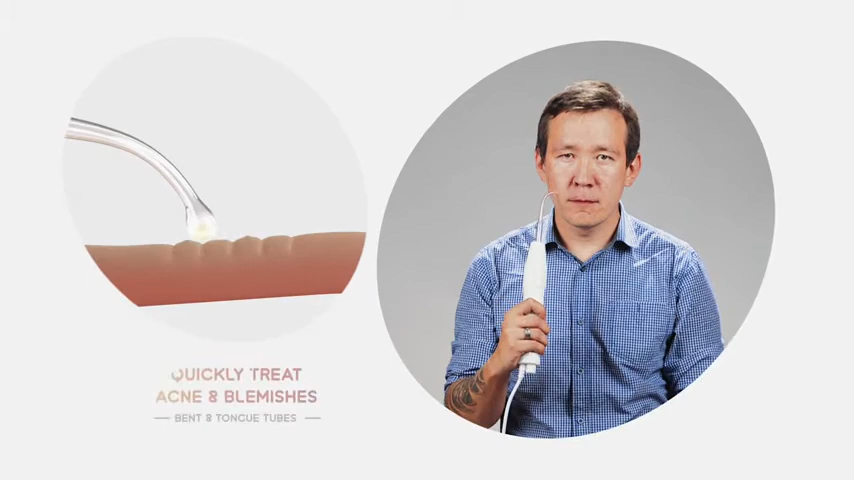 QUICKLY TREAT
ACNE & BLEMISHES
BENT & TONGUE TUBES